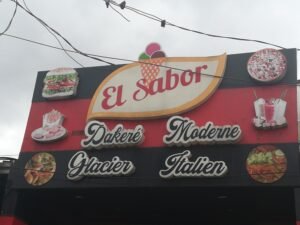 El Sabor
Dakeré Moderne
Glacier Italien